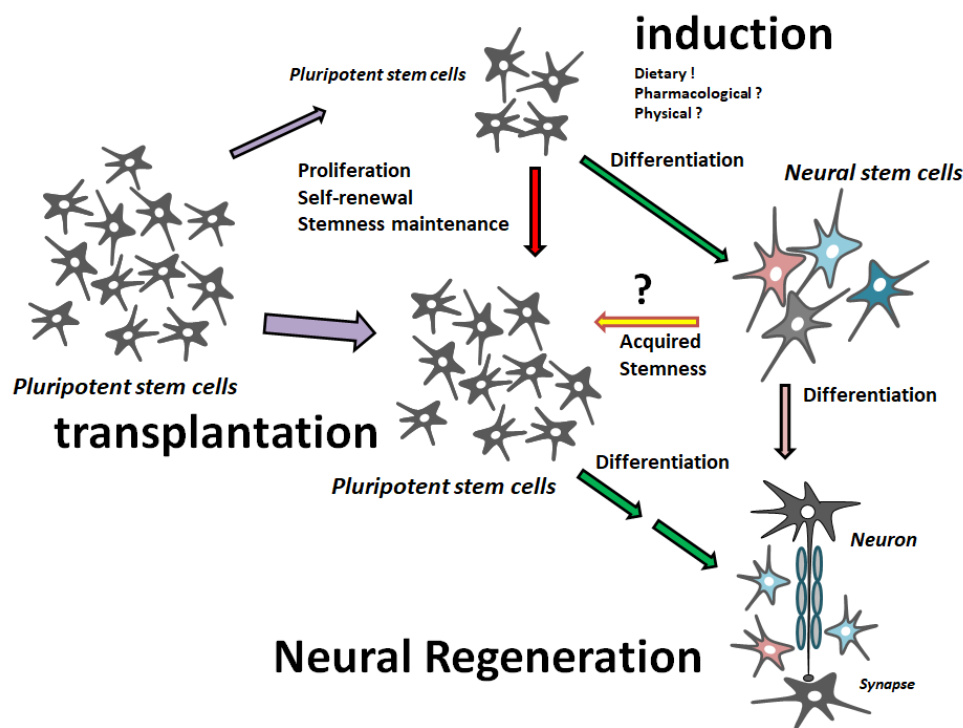 induction
Dietary !
Pharmacological ?
Physical ?
Pluripotent stem cells
Proliferation
Self-renewal
Stemness maintenance
Differentiation
Neural stem cells
?
Acquired
Stemness
Pluripotent stem cells
transplantation
Differentiation
Pluripotent stem cells
Differentiation
Neuron
Neural Regeneration
Synapse